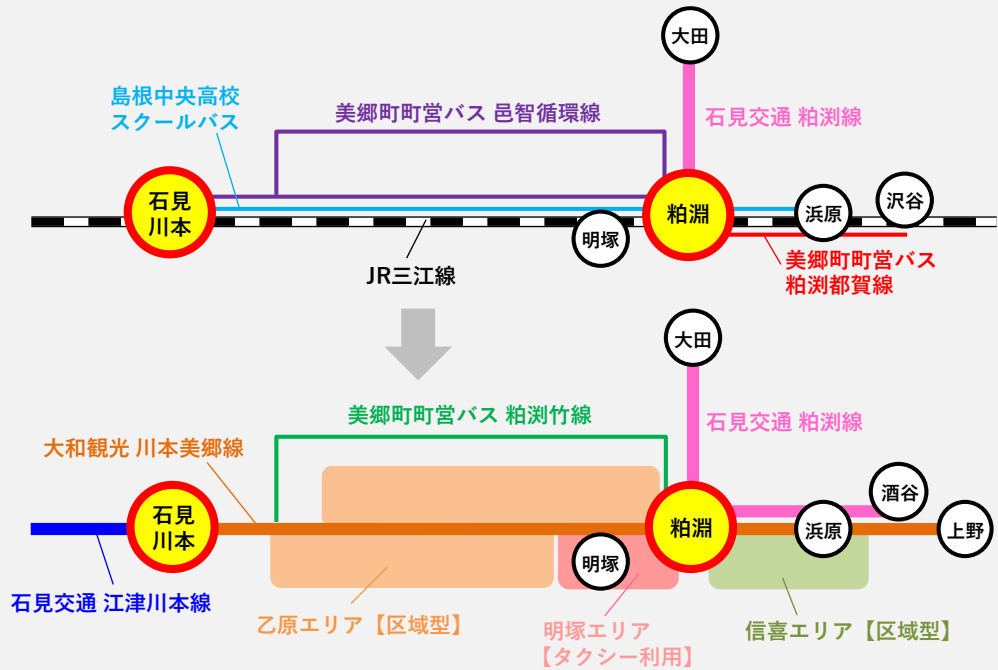 大田
島根中央高校
スクールバス
美郷町町営バス 邑智循環線
石見交通 粕渕線
石見
川本
粕淵
明塚
浜原
沢谷
JR三江線
美郷町町営バス
粕渕都賀線
大田
美郷町町営バス 粕渕竹線
石見交通 粕渕線
大和観光 川本美郷線
石見
川本
粕淵
明塚
浜原
酒谷
上野
石見交通 江津川本線
乙原エリア【区域型】
明塚エリア
【タクシー利用】
信喜エリア【区域型】